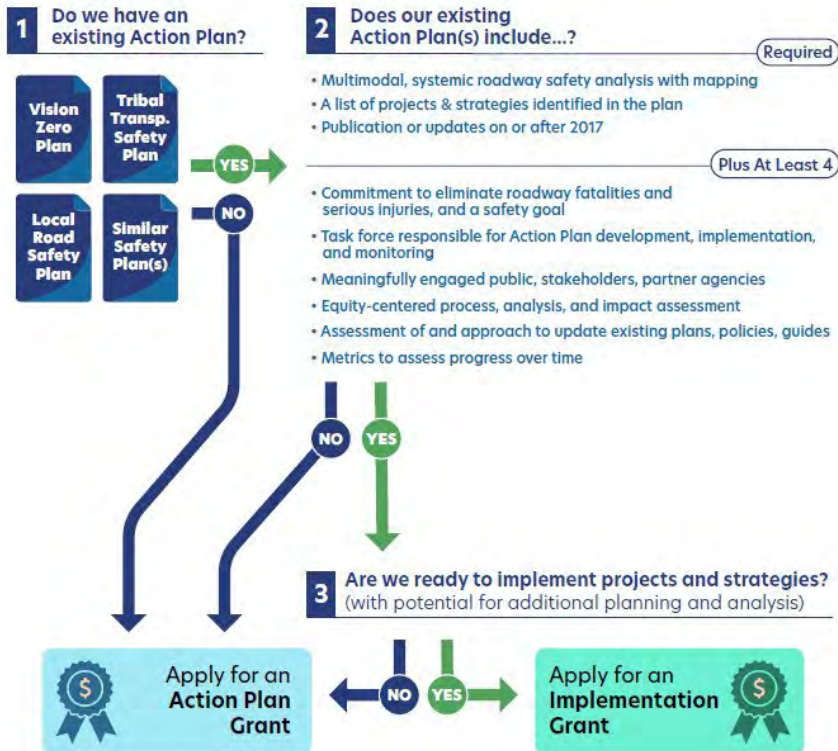 1 Do we have an
existing Action Plan?
Vision
Zero
Plan
Tribal
Transp.
Safety
Plan
Local
Road
Safety
Plan
Similar
Safety
Plan(s)
YES
NO
2 Does our existing
Action Plan(s) include...?
Required
• Multimodal, systemic roadway safety analysis with mapping
• A list of projects & strategies identified in the plan
• Publication or updates on or after 2017
Plus At Least 4
• Commitment to eliminate roadway fatalities and
serious injuries, and a safety goal
• Task force responsible for Action Plan development, implementation,
and monitoring
• Meaningfully engaged public, stakeholders, partner agencies
• Equity-centered process, analysis, and impact assessment
• Assessment of and approach to update existing plans, policies, guides
• Metrics to assess progress over time
NO
YES
3 Are we ready to implement projects and strategies?
(with potential for additional planning and analysis)
NO
YES
$
Apply for an
Action Plan
Grant
Apply for an
Implementation
Grant
$